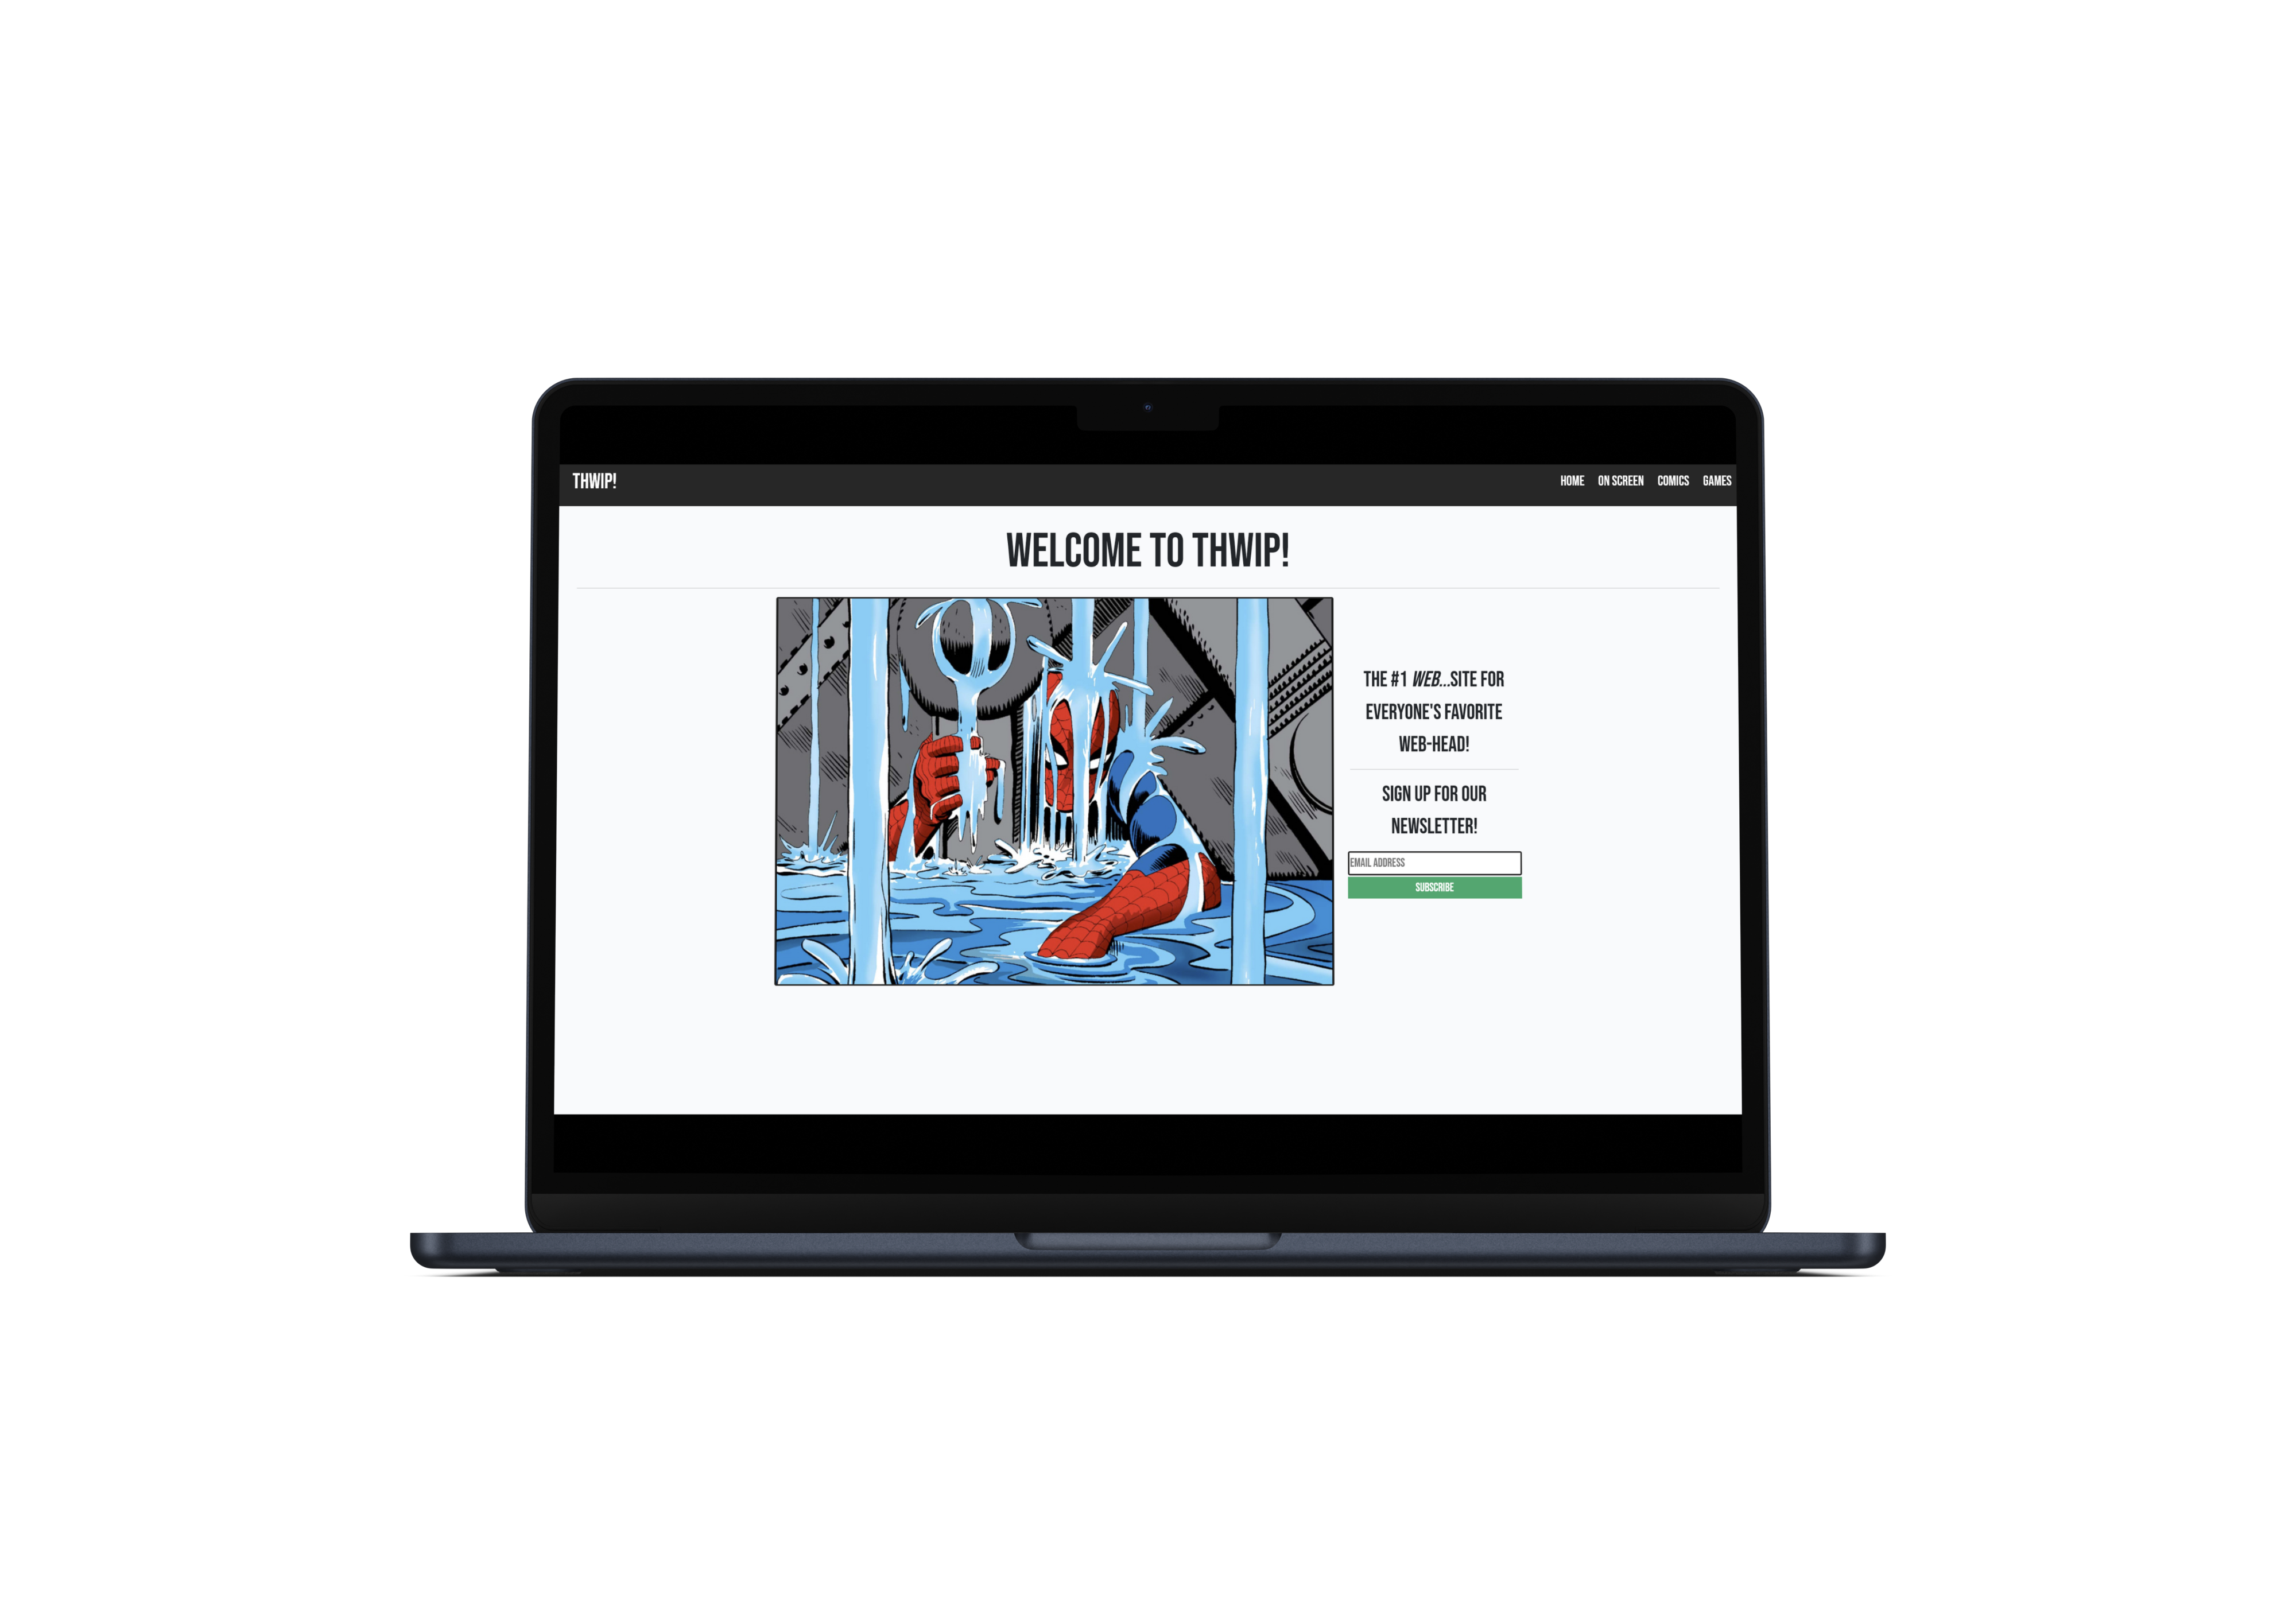 THWIP!
HOME ON SCREEN COMICS GAMES
WELCOME TO THWIP!
THE #1 WEB...SITE FOR
EVERYONE'S FAVORITE
WEB-HEAD!
SIGN UP FOR OUR
NEWSLETTER!
EMAIL ADDRESS
SUBSCRIBE